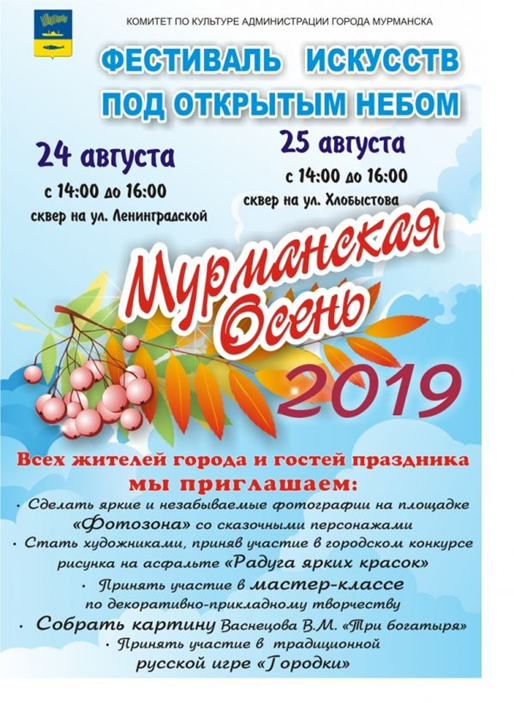 КОМИТЕТ ПО КУЛЬТУРЕ АДМИНИСТРАЦИИ ГОРОДА МУРМАНСКА
ФЕСТИВАЛЬ ИСКУССТВ
ПОД ОТКРЫТЫМ НЕБОМ
24 августа
с 14:00 до 16:00
сквер на ул. Ленинградской
25 августа
с 14:00 до 16:00
сквер на ул. Хлобыстова
Мурманская
Осень
2019
Всех жителей города и гостей праздника
мы приглашаем:
· Сделать яркие и незабываемые фотографии на площадке
«Фотозона» со сказочными персонажами
· Стать художниками, приняв участие в городском конкурсе
рисунка на асфальте «Радуга ярких красок»
· Принять участие в мастер-классе
по декоративно-прикладному творчеству
· Собрать картину Васнецова В.М. «Три богатыря»
· Принять участие в традиционной
русской игре «Городки»